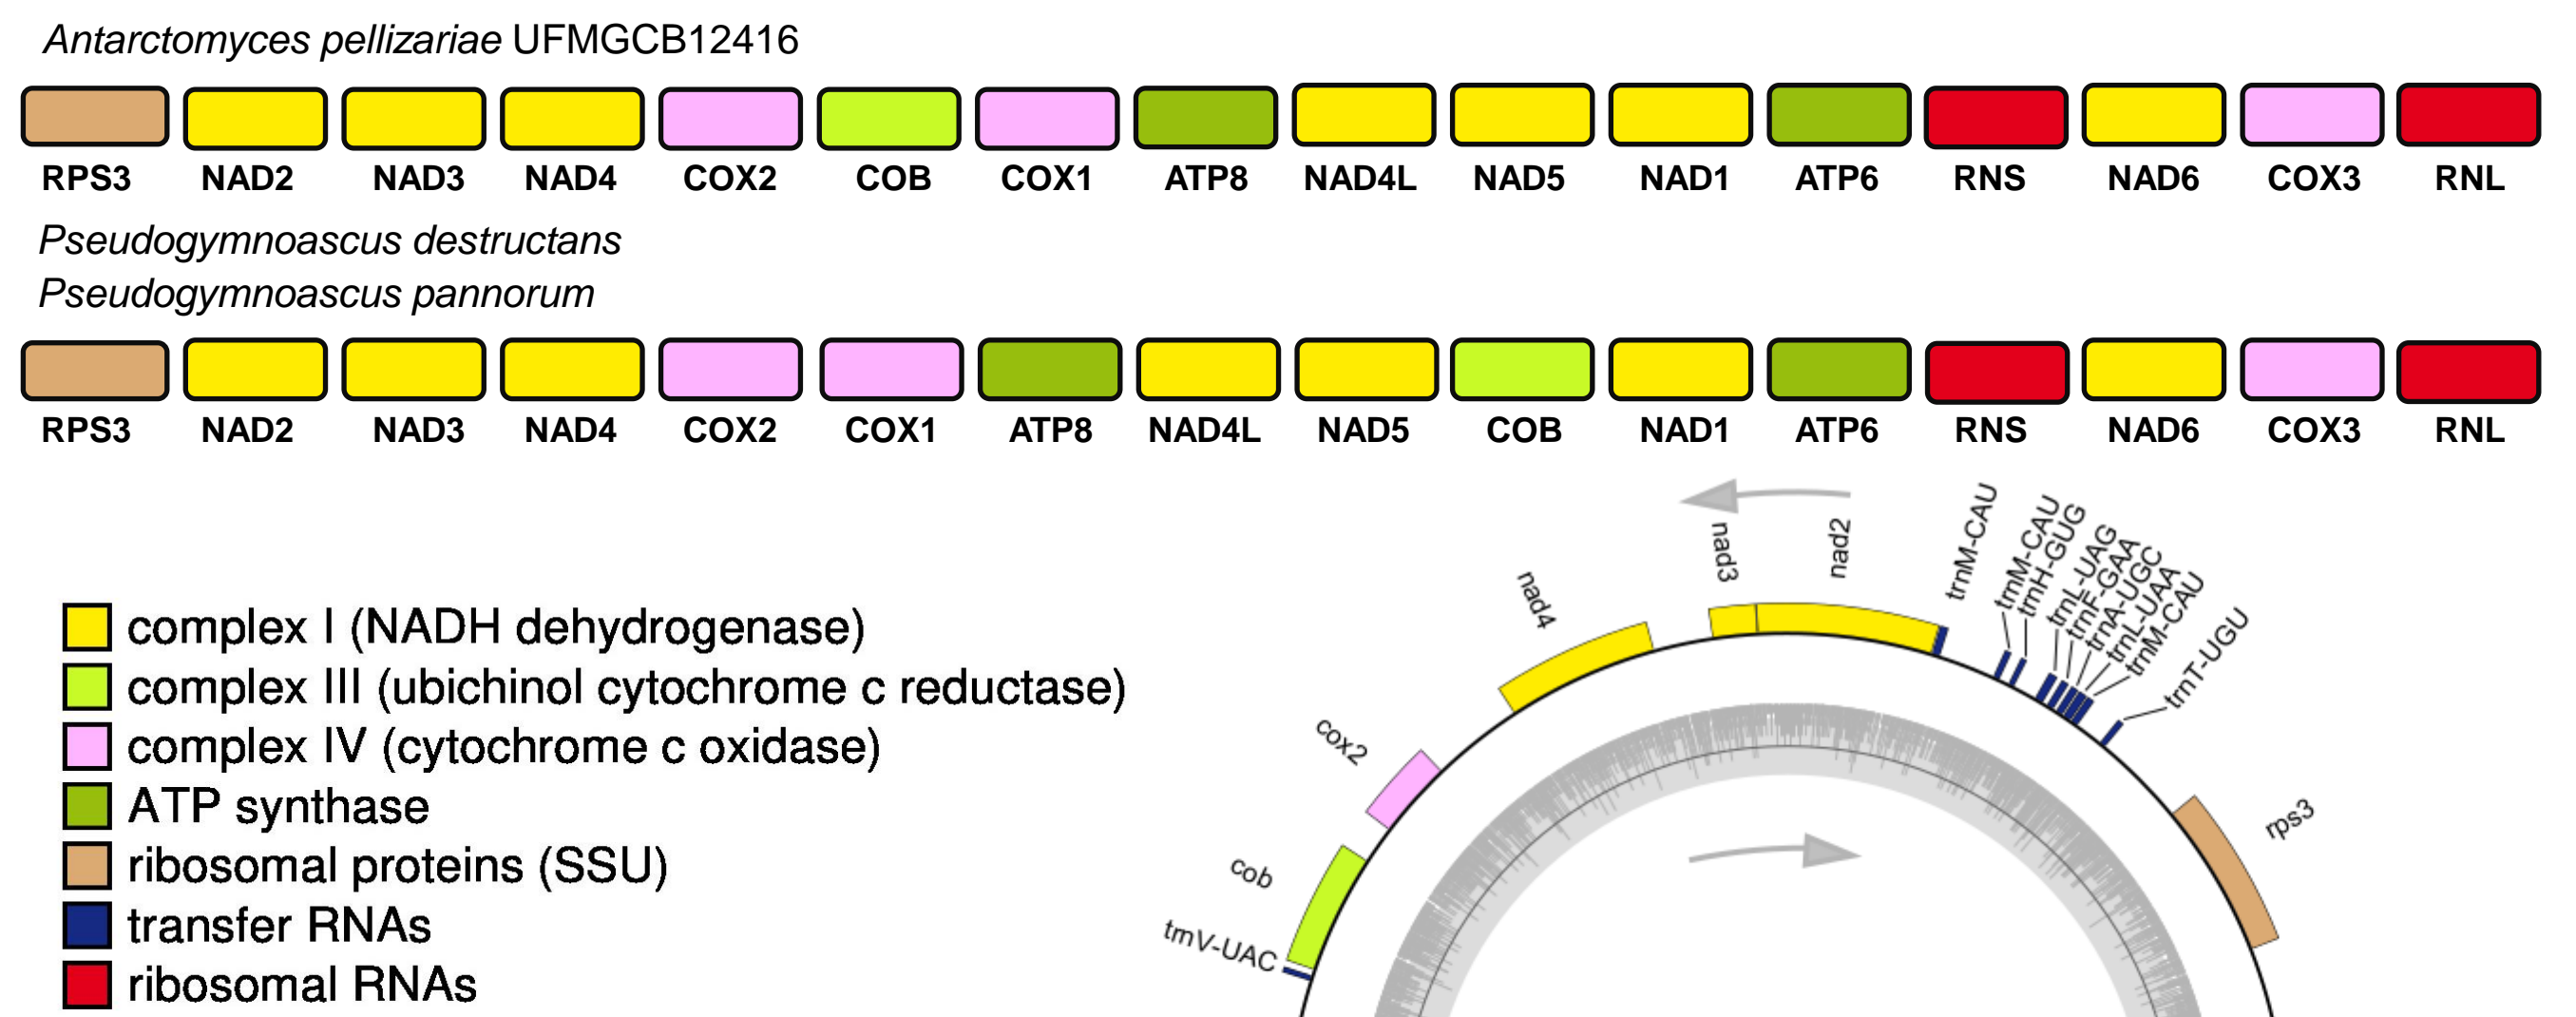 Antarctomyces pellizariae UFMGCB12416
RPS3 NAD2 NAD3 NAD4 COX2 COB COX1 ATP8 NAD4L NAD5 NAD1 ATP6 RNS NAD6 COX3 RNL
Pseudogymnoascus destructans
Pseudogymnoascus pannorum
RPS3 NAD2 NAD3 NAD4 COX2 COX1 ATP8 NAD4L NAD5 COB NAD1 ATP6 RNS NAD6 COX3 RNL
complex I (NADH dehydrogenase)
complex III (ubichinol cytochrome c reductase)
complex IV (cytochrome c oxidase)
ATP synthase
ribosomal proteins (SSU)
transfer RNAs
ribosomal RNAs
trnV-UAC
cob
cox2
nad4
nad3
nad2
trnM-CAU
trnM-CAU
trnH-GUG
trnL-UAG
trnF-GAA
trnA-UGC
trnL-UAA
trnM-CAU
trnT-UGU
rps3